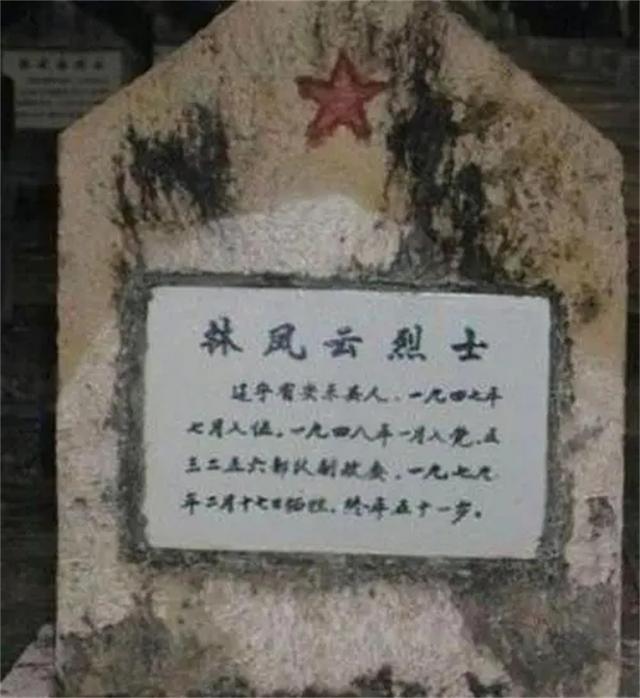 林凤云烈士
辽宁省安东县人，一九四七年
七月入伍。一九四八年一月入党，五
三二五六部队副政委，一九七九
年二月十七日牺牲，终年五十一岁。